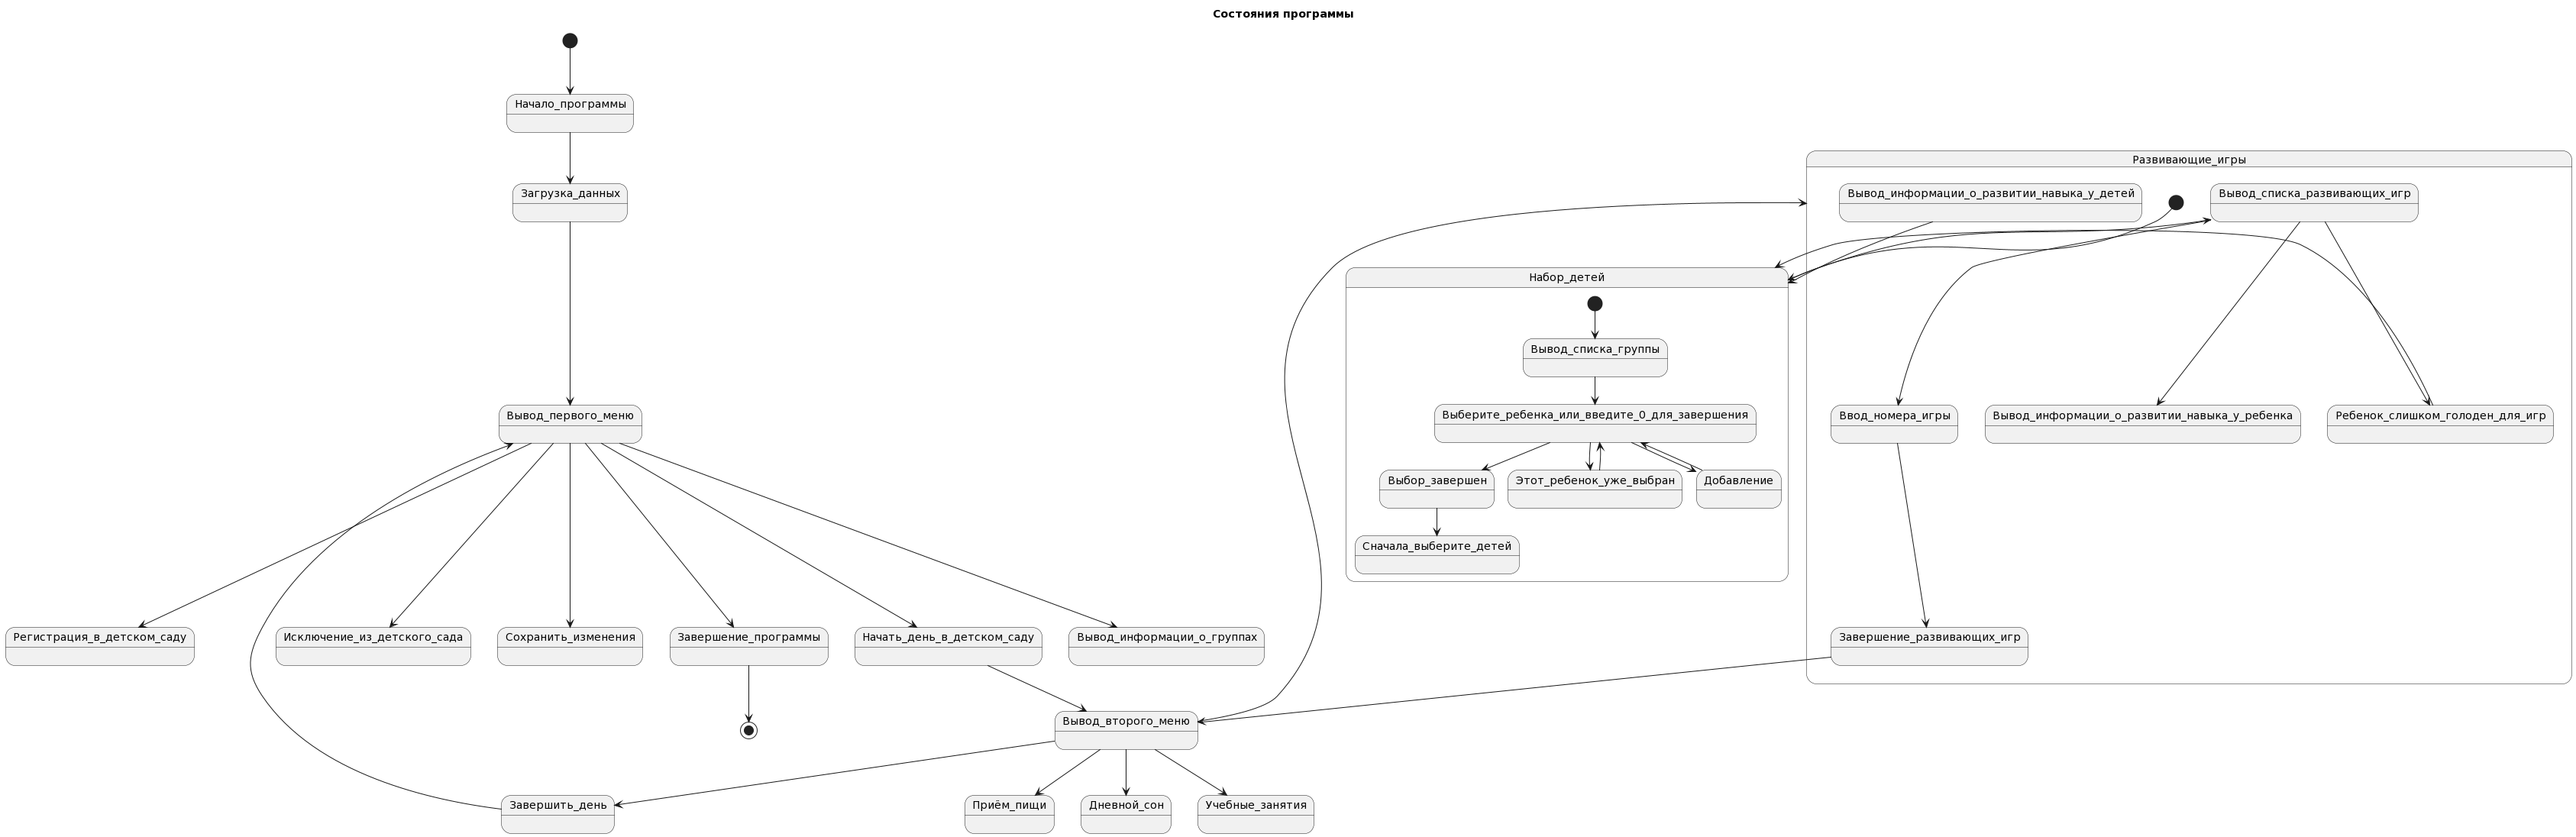 Состояния программы
Начало_программы
Загрузка_данных
Вывод_первого_меню
Регистрация_в_детском_саду
Исключение_из_детского_сада
Сохранить_изменения
Завершение_программы
Начать_день_в_детском_саду
Вывод_информации_о_группах
Вывод_второго_меню
Завершить_день
Приём_пищи
Дневной_сон
Учебные_занятия
Набор_детей
Вывод_списка_группы
Выберите_ребенка_или_введите_0_для_завершения
Выбор_завершен
Этот_ребенок_уже_выбран
Добавление
Сначала_выберите_детей
Развивающие_игры
Вывод_информации_о_развитии_навыка_у_детей
Вывод_списка_развивающих_игр
Ввод_номера_игры
Вывод_информации_о_развитии_навыка_у_ребенка
Ребенок_слишком_голоден_для_игр
Завершение_развивающих_игр